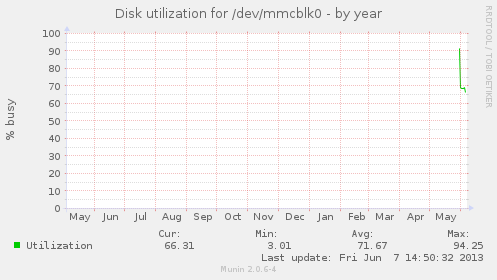 Disk utilization for /dev/mmcblk0 - by year
RRDTOOL / TOBI OETIKER
% busy
100
90
80
70
60
50
40
30
20
10
0
May Jun Jul Aug Sep Oct Nov Dec Jan Feb Mar Apr May
Cur: Min: Avg: Max:
Utilization 66.31 3.01 71.67 94.25
Last update: Fri Jun 7 14:50:32 2013
Munin 2.0.6-4